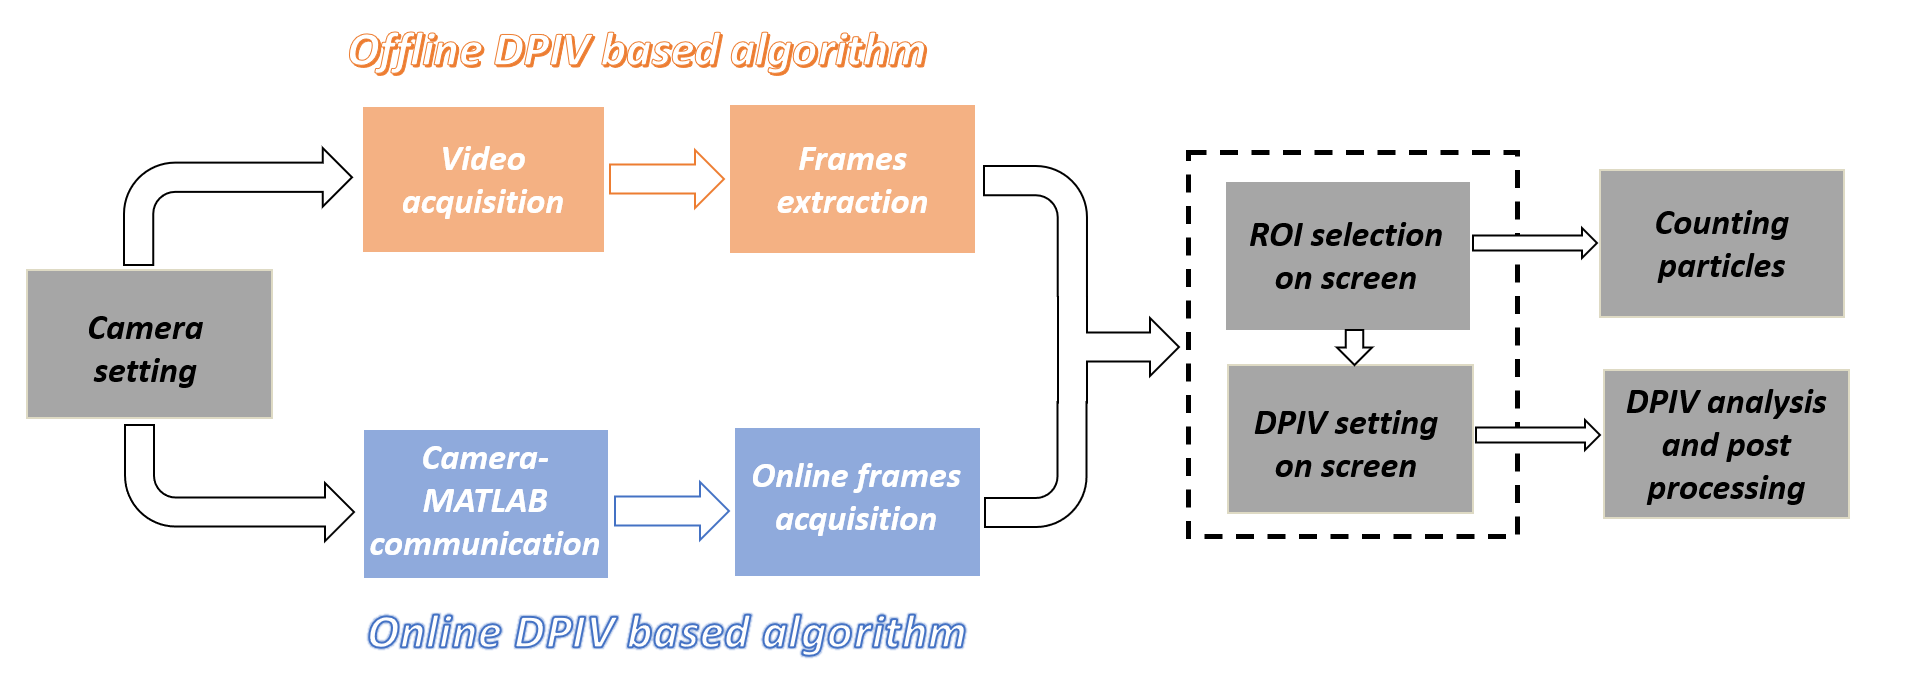 Offline DPIV based algorithm
Video
acquisition
Frames
extraction
Camera
setting
Camera-
MATLAB
communication
Online frames
acquisition
Online DPIV based algorithm
ROI selection
on screen
DPIV setting
on screen
Counting
particles
DPIV analysis
and post
processing